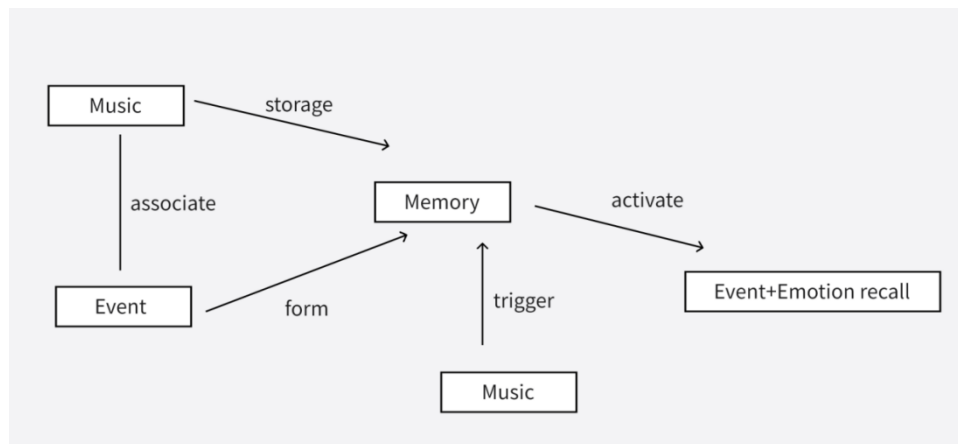 Music
storage
associate
Memory
activate
Event
form
trigger
Event+Emotion recall
Music